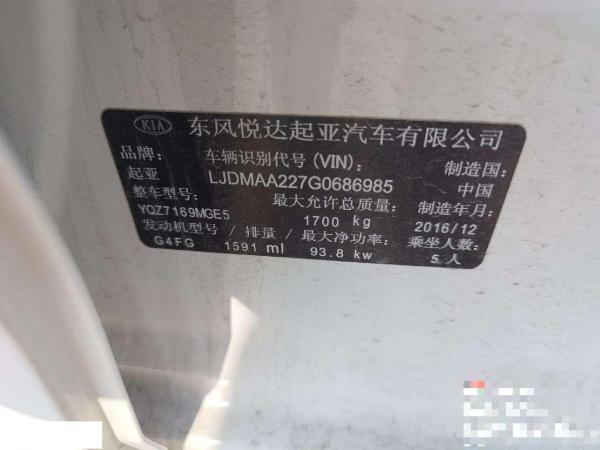 KIA 东风悦达起亚汽车有限公司
品牌: 车辆识别代号(VIN): 制造国:
起亚 LJDMAA227G0686985 中国
整车型号: 最大允许总质量: 制造年月:
YQZ7169MGE5 1700 kg 2016/12
发动机型号 / 排量 / 最大净功率: 乘坐人数:
G4FG 1591 ml 93.8 kw 5人